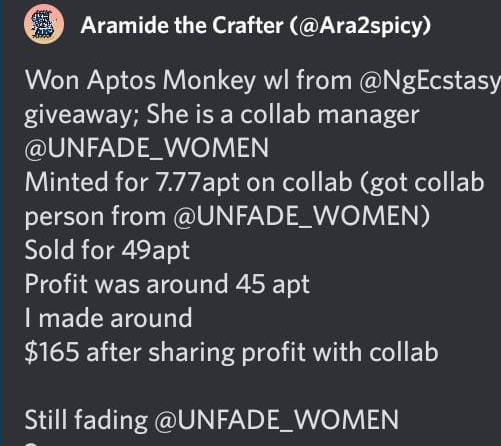 Aramide the Crafter (@Ara2spicy)
Won Aptos Monkey wl from @NgEcstasy
giveaway; She is a collab manager
@UNFADE_WOMEN
Minted for 7.77apt on collab (got collab
person from @UNFADE_WOMEN)
Sold for 49apt
Profit was around 45 apt
I made around
$165 after sharing profit with collab
Still fading @UNFADE_WOMEN